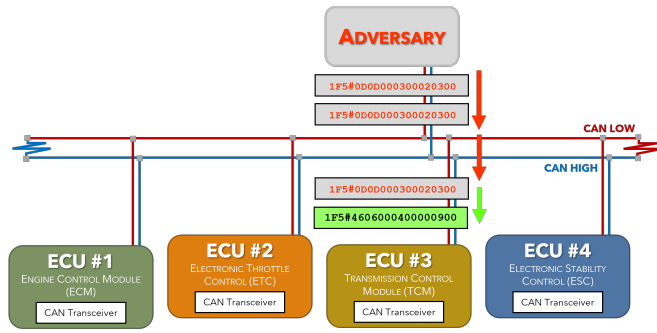 ADVERSARY
1F5#0D0D000300020300
1F5#0D0D000300020300
CAN LOW
CAN HIGH
1F5#0D0D000300020300
1F5#4606000400000900
ECU #1
ENGINE CONTROL MODULE
(ECM)
CAN Transceiver
ECU #2
ELECTRONIC THROTTLE
CONTROL (ETC)
CAN Transceiver
ECU #3
TRANSMISSION CONTROL
MODULE (TCM)
CAN Transceiver
ECU #4
ELECTRONIC STABILITY
CONTROL (ESC)
CAN Transceiver